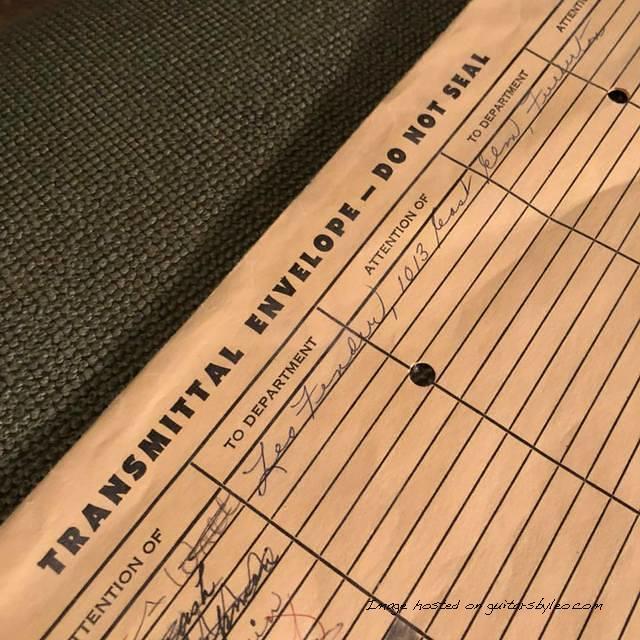 TRANSMITTAL ENVELOPE — DO NOT SEAL
ATTENTION OF
TO DEPARTMENT
ATTENTION OF
TO DEPARTMENT
ATTENT
Leo Fender, 1013 East Elm Fullerton
Image hosted on guitarsbyleo.com